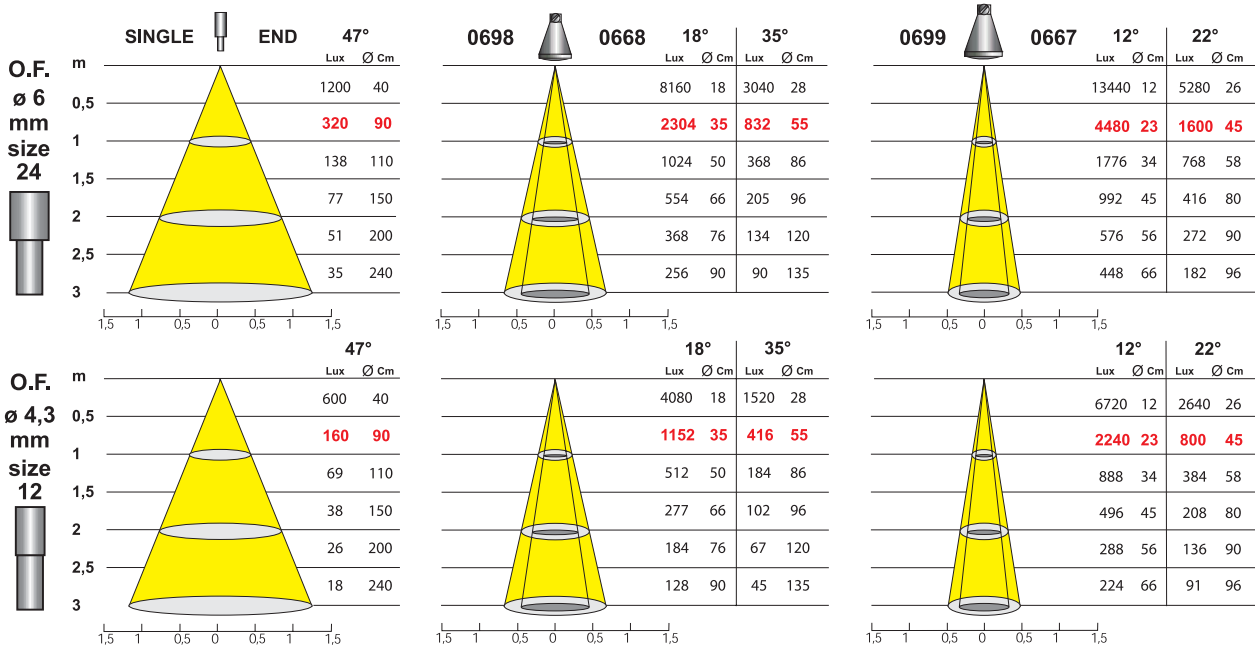 SINGLE END 47° 0698 0668 18° 35° 0699 0667 12° 22°
m Lux Ø Cm Lux Ø Cm Lux Ø Cm Lux Ø Cm Lux Ø Cm
O.F.
ø 6
mm
size
24
1200 40 8160 18 3040 28 13440 12 5280 26
0,5
320 90 2304 35 832 55 4480 23 1600 45
1
138 110 1024 50 368 86 1776 34 768 58
1,5
77 150 554 66 205 96 992 45 416 80
2
51 200 368 76 134 120 576 56 272 90
2,5
35 240 256 90 90 135 448 66 182 96
3
1,5 1 0,5 0 0,5 1 1,5 1,5 1 0,5 0 0,5 1 1,5 1,5 1 0,5 0 0,5 1 1,5
47° 18° 35° 12° 22°
m Lux Ø Cm Lux Ø Cm Lux Ø Cm Lux Ø Cm Lux Ø Cm
O.F.
ø 4,3
mm
size
12
600 40 4080 18 1520 28 6720 12 2640 26
0,5
160 90 1152 35 416 55 2240 23 800 45
1
69 110 512 50 184 86 888 34 384 58
1,5
38 150 277 66 102 96 496 45 208 80
2
26 200 184 76 67 120 288 56 136 90
2,5
18 240 128 90 45 135 224 66 91 96
3
1,5 1 0,5 0 0,5 1 1,5 1,5 1 0,5 0 0,5 1 1,5 1,5 1 0,5 0 0,5 1 1,5